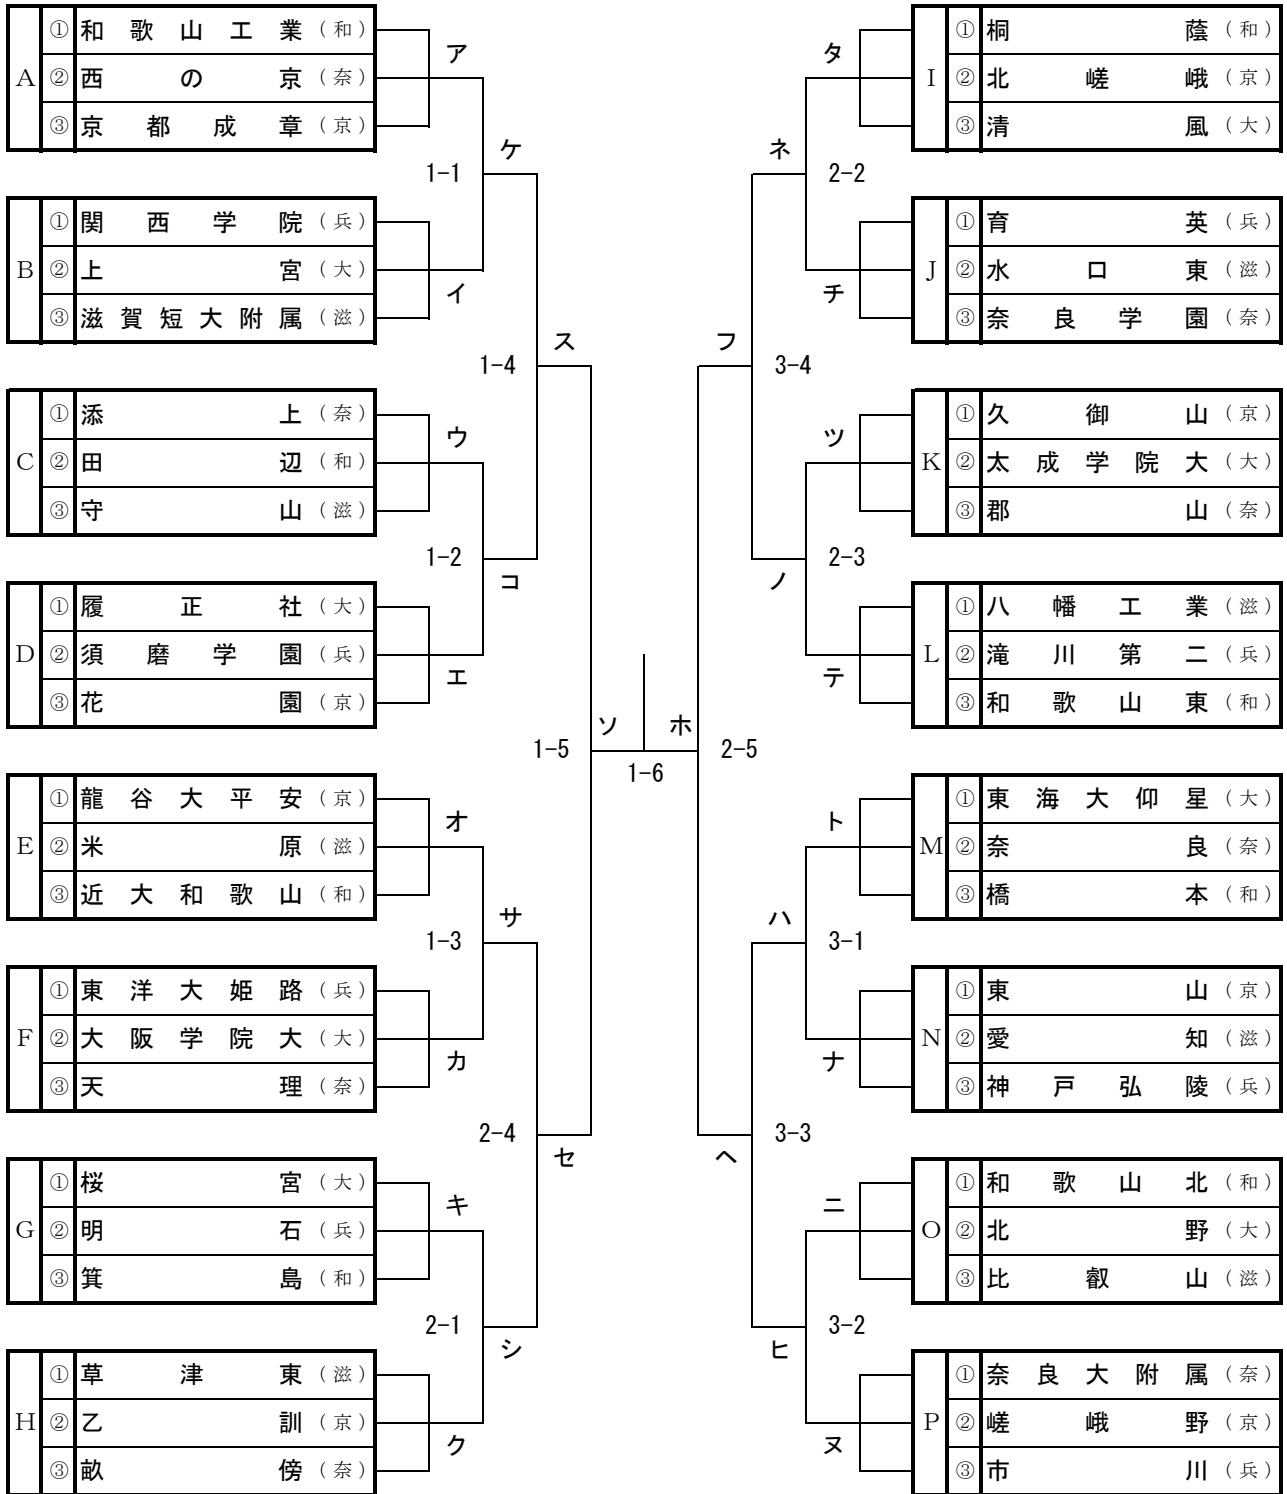 A
① 和歌山工業（和）
② 西の京（奈）
③ 京都成章（京）
B
① 関西学院（兵）
② 上宮（大）
③ 滋賀短大附属（滋）
C
① 添上（奈）
② 田辺（和）
③ 守山（滋）
D
① 履正社（大）
② 須磨学園（兵）
③ 花園（京）
E
① 龍谷大平安（京）
② 米原（滋）
③ 近大和歌山（和）
F
① 東洋大姫路（兵）
② 大阪学院大（大）
③ 天理（奈）
G
① 桜宮（大）
② 明石（兵）
③ 箕島（和）
H
① 草津東（滋）
② 乙訓（京）
③ 畝傍（奈）
ア
イ
ウ
エ
オ
カ
キ
ク
ケ
1-1
コ
1-2
サ
1-3
シ
2-1
ス
1-4
セ
2-4
ソ
1-5
1-6
ホ
2-5
フ
3-4
ヘ
3-3
ネ
2-2
ノ
2-3
ハ
3-1
ヒ
3-2
タ
チ
ツ
テ
ト
ナ
ニ
ヌ
I
① 桐蔭（和）
② 北嵯峨（京）
③ 清風（大）
J
① 育英（兵）
② 水口東（滋）
③ 奈良学園（奈）
K
① 久御山（京）
② 太成学院大（大）
③ 郡山（奈）
L
① 八幡工業（滋）
② 滝川第二（兵）
③ 和歌山東（和）
M
① 東海大仰星（大）
② 奈良（奈）
③ 橋本（和）
N
① 東山（京）
② 愛知（滋）
③ 神戸弘陵（兵）
O
① 和歌山北（和）
② 北野（大）
③ 比叡山（滋）
P
① 奈良大附属（奈）
② 嵯峨野（京）
③ 市川（兵）